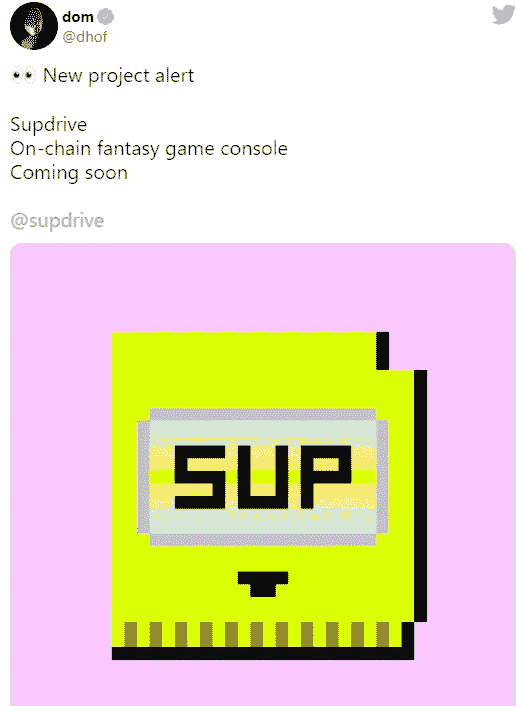 dom
@dhof
👀 New project alert
Supdrive
On-chain fantasy game console
Coming soon
@supdrive
SUP